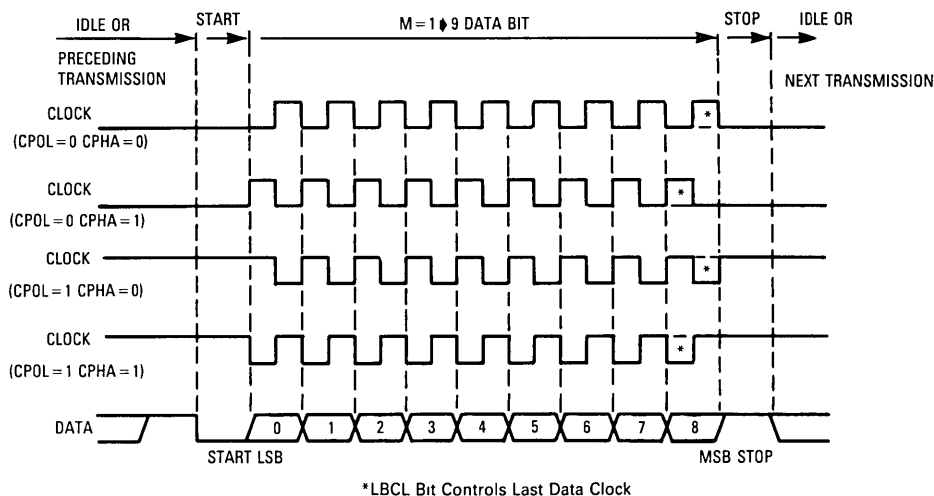 IDLE OR
START
M=1➧9 DATA BIT
STOP
IDLE OR
PRECEDING
TRANSMISSION
NEXT TRANSMISSION
CLOCK
*
(CPOL=0 CPHA=0)
CLOCK
*
(CPOL=0 CPHA=1)
CLOCK
*
(CPOL=1 CPHA=0)
CLOCK
*
(CPOL=1 CPHA=1)
DATA 0 1 2 3 4 5 6 7 8
START LSB
MSB STOP
*LBCL Bit Controls Last Data Clock